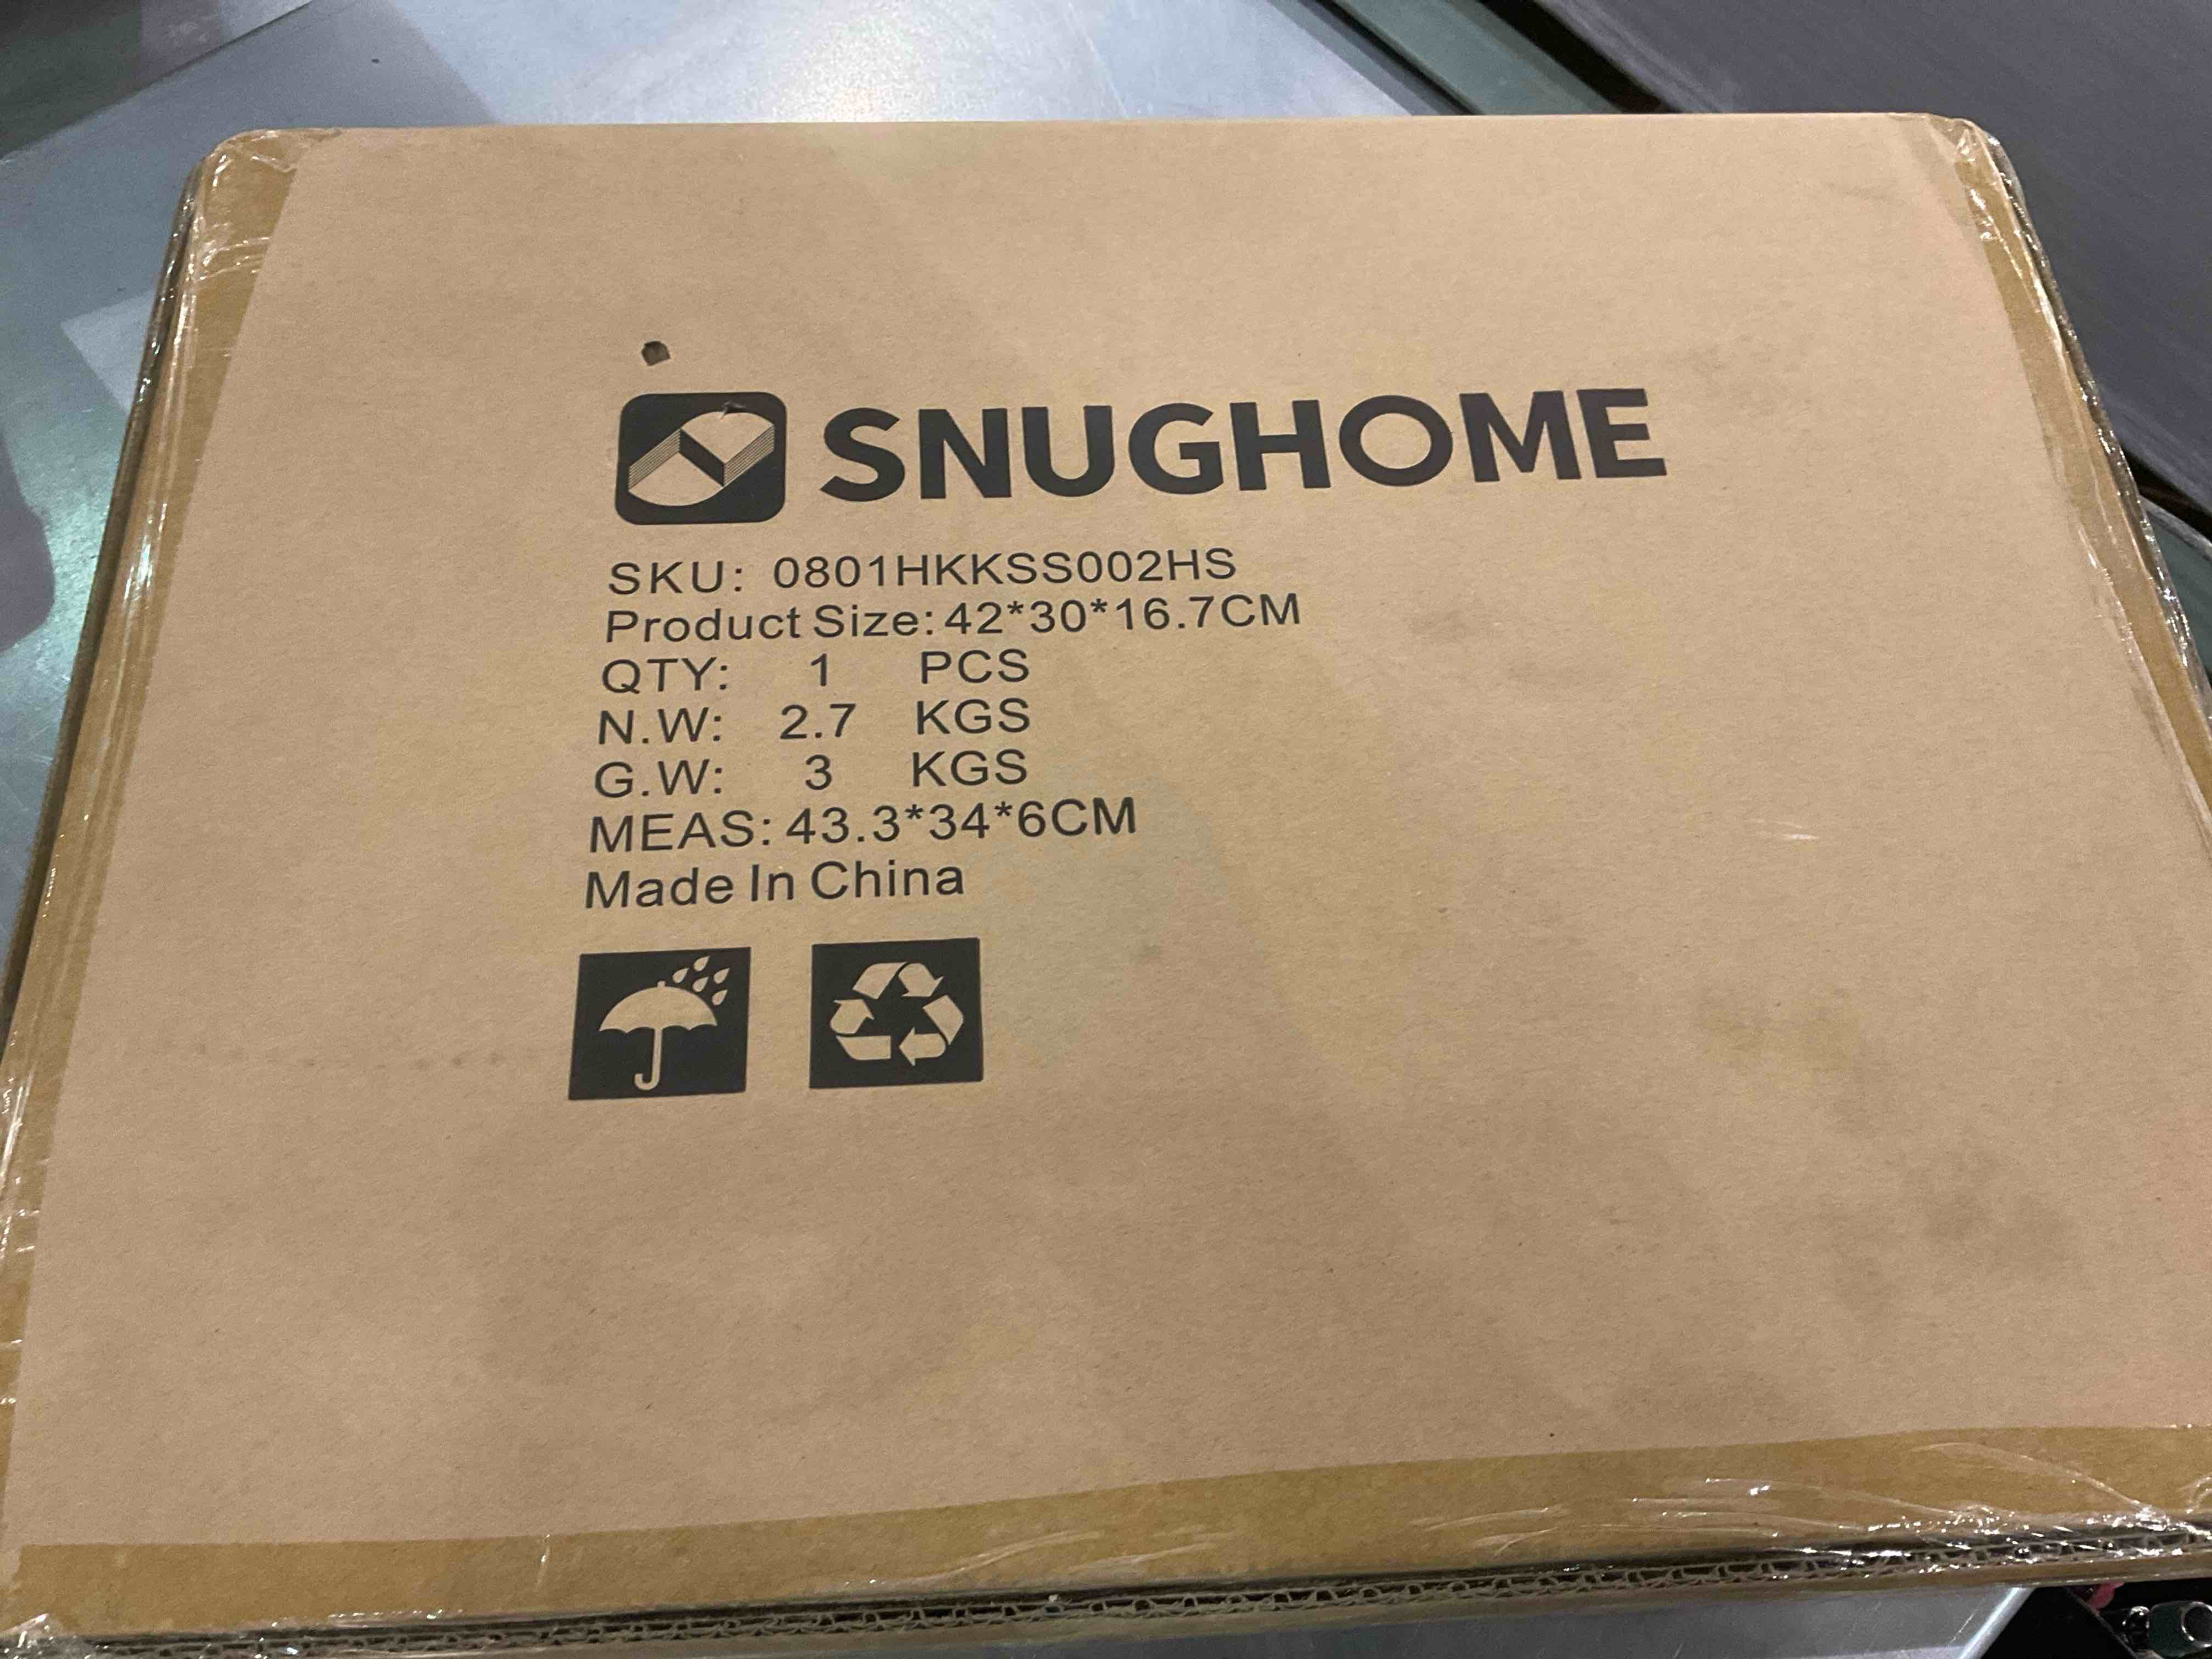 SNUGHOME
SKU: 0801HKKSS002HS
Product Size: 42*30*16.7CM
QTY: 1 PCS
N.W: 2.7 KGS
G.W: 3 KGS
MEAS: 43.3*34*6CM
Made In China